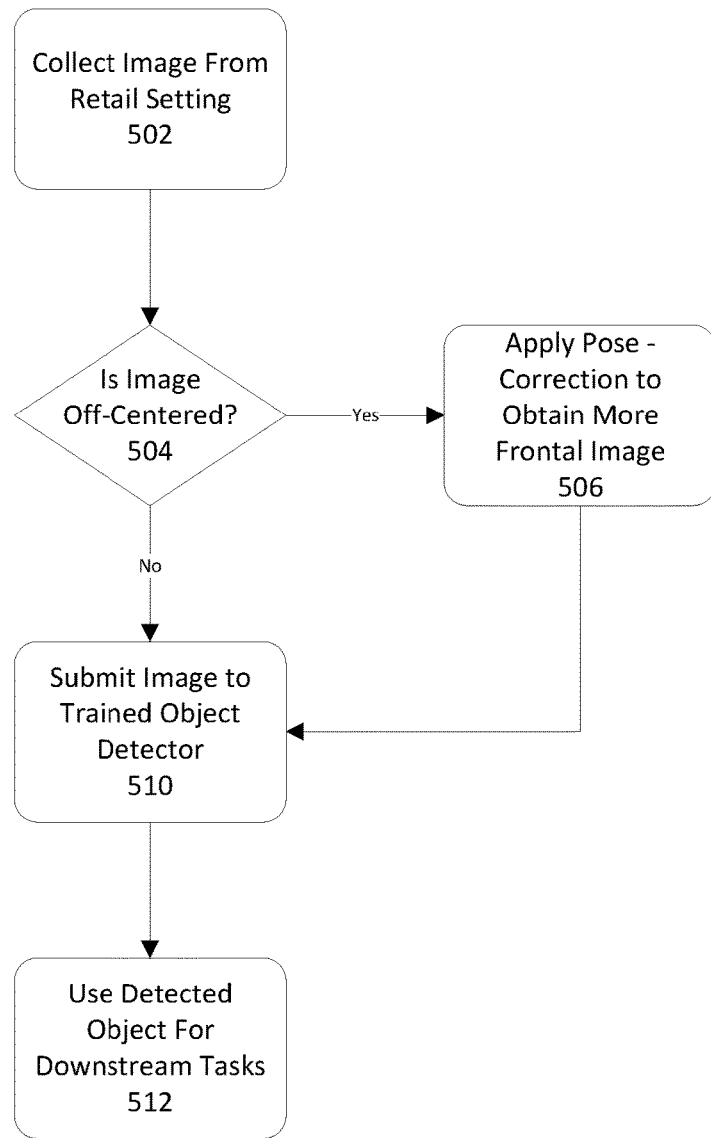 Collect Image From
Retail Setting
502
Is Image
Off-Centered?
504
Yes
Apply Pose -
Correction to
Obtain More
Frontal Image
506
No
Submit Image to
Trained Object
Detector
510
Use Detected
Object For
Downstream Tasks
512